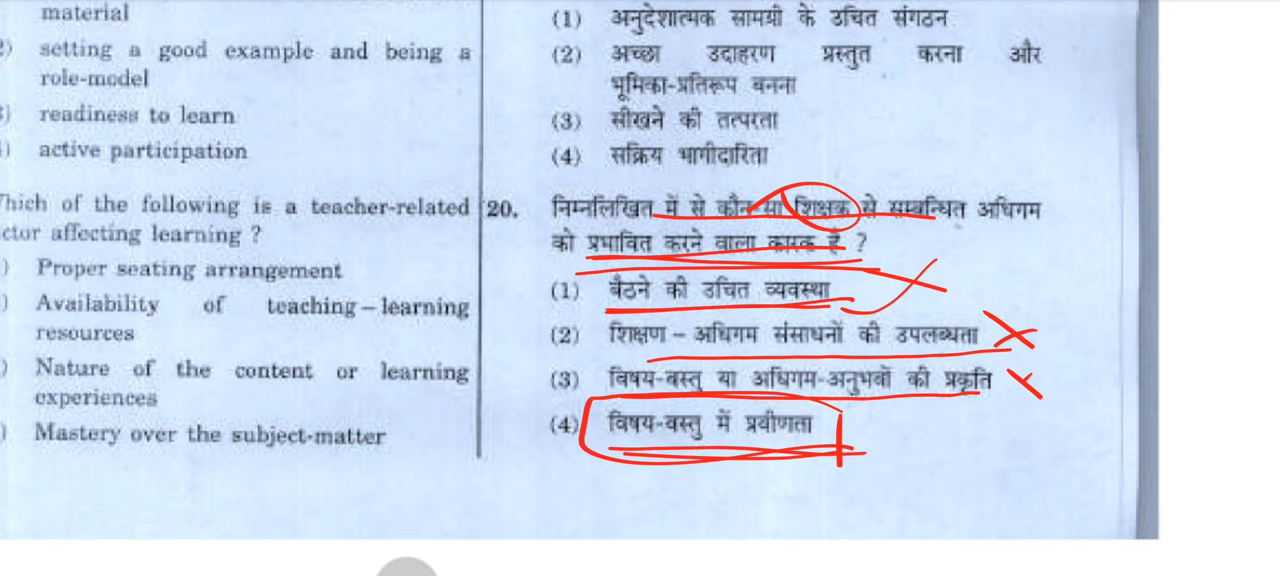 material
setting a good example and being a
role-model
readiness to learn
active participation
of the following is a teacher-related
affecting learning ?
Proper seating arrangement
Availability of teaching – learning
resources
Nature of the content or learning
experiences
Mastery over the subject-matter
(1) अनुदेशात्मक सामग्री के उचित संगठन
(2) अच्छा उदाहरण प्रस्तुत करना और
भूमिका-प्रतिरूप बनना
(3) सीखने की तत्परता
(4) सक्रिय भागीदारिता
20. निम्नलिखित में से कौन-सा शिक्षक से सम्बन्धित अधिगम
को प्रभावित करने वाला कारक है ?
(1) बैठने की उचित व्यवस्था
(2) शिक्षण – अधिगम संसाधनों की उपलब्धता
(3) विषय-वस्तु या अधिगम-अनुभवों की प्रकृति
(4) विषय-वस्तु में प्रवीणता